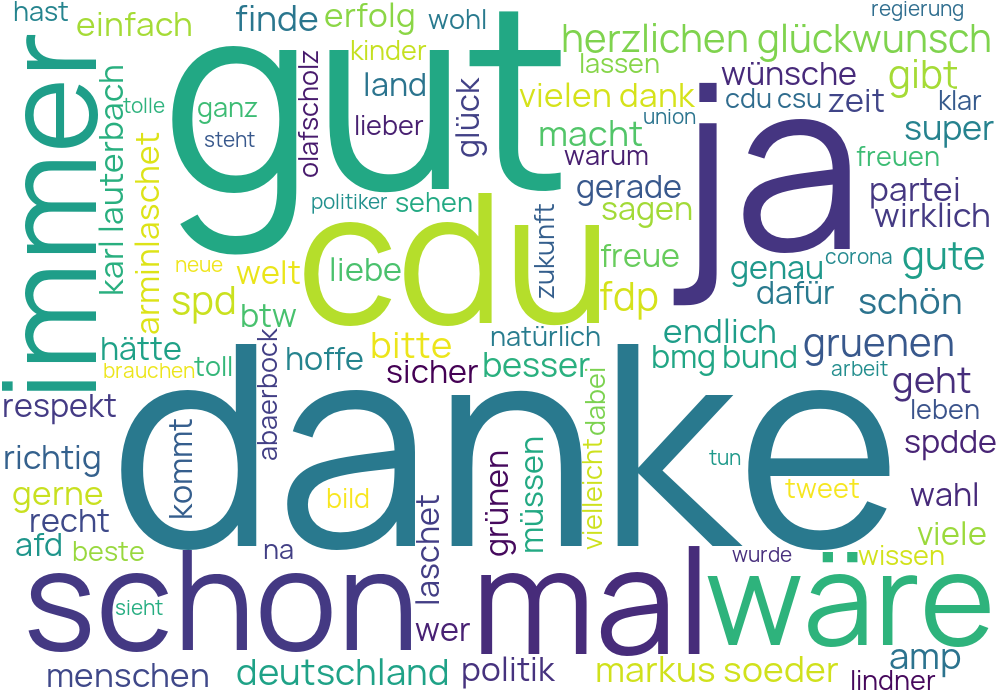 hast
einfach
finde
erfolg
wohl
regierung
kinder
herzlichen glückwunsch
immer
gut
ja
land
lassen
wünsche
gibt
tolle
ganz
olafscholz
glück
vielen dank
cdu csu
zeit
klar
steht
lieber
union
macht
super
karl lauterbach
arminlaschet
warum
freuen
politiker
sehen
gerade
sagen
partei
wirklich
neue
welt
liebe
cdu
zukunft
freue
genau
corona
gute
spd
btw
fdp
dafür
schön
hätte
toll
abaerbock
hoffe
bitte
natürlich
endlich
gruenen
brauchen
sicher
besser
bmg bund
arbeit
geht
respekt
danke
dabei
leben
richtig
kommt
grünen
müssen
vielleicht
tun
spdde
gerne
bild
tweet
wahl
recht
laschet
viele
afd
beste
na
wurde
wissen
schon
mal
wäre
sieht
wer
amp
menschen
deutschland
politik
markus soeder
lindner